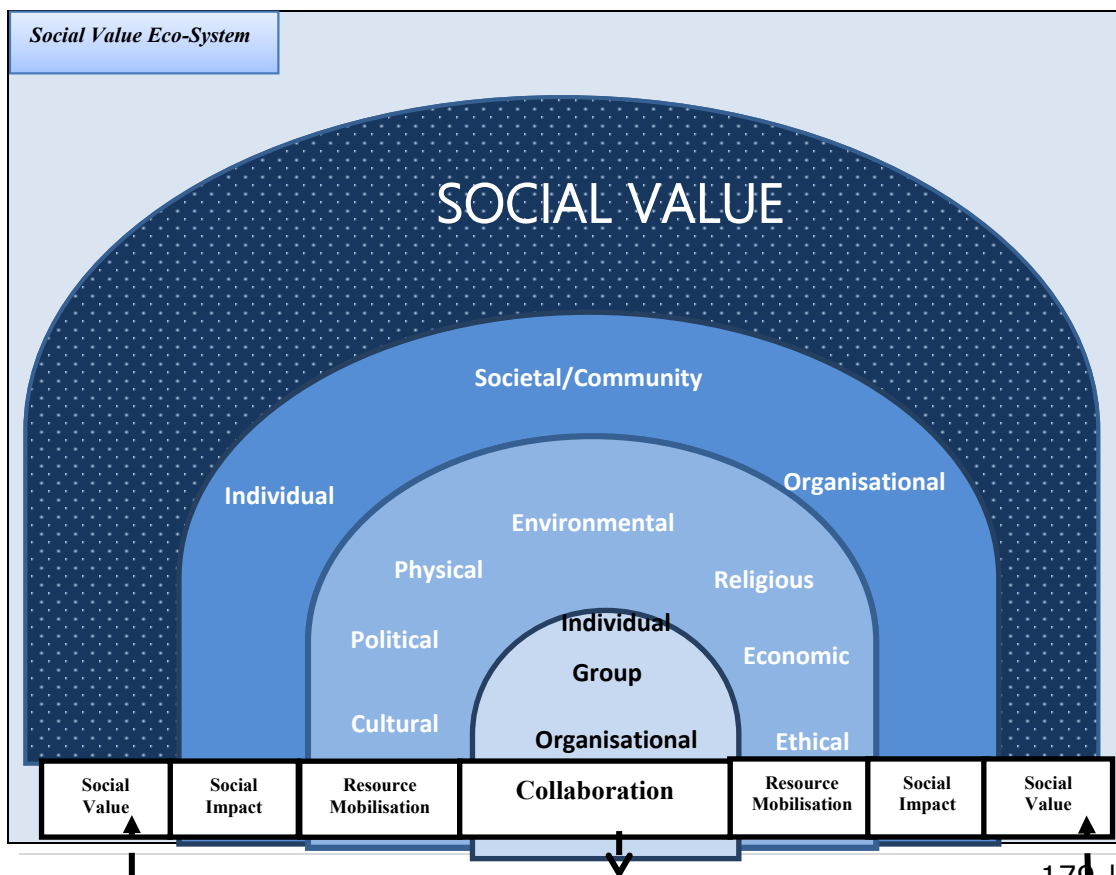 Social Value Eco-System
SOCIAL VALUE
Societal/Community
Individual
Organisational
Environmental
Physical
Religious
Individual
Political
Economic
Group
Cultural
Organisational
Ethical
Social
Value
Social
Impact
Resource
Mobilisation
Collaboration
Resource
Mobilisation
Social
Impact
Social
Value